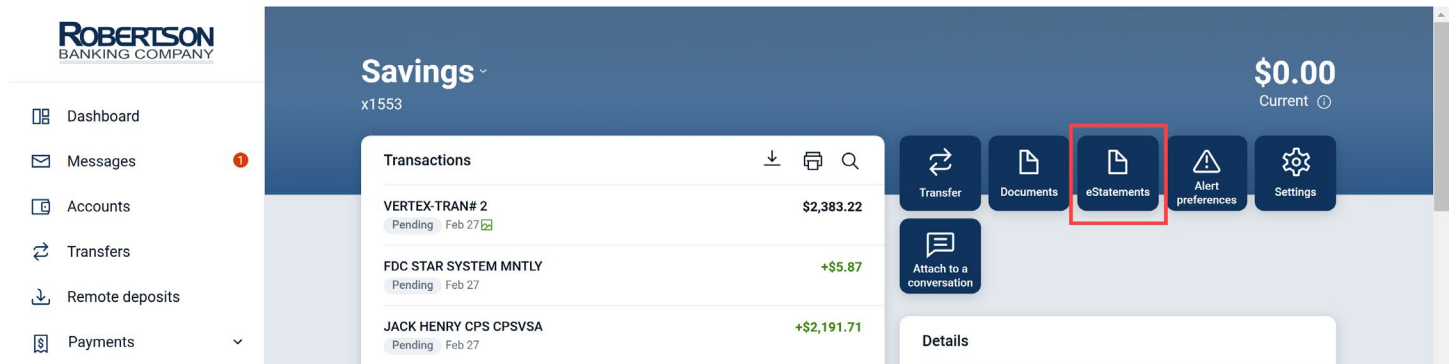 ROBERTSON
BANKING COMPANY
Dashboard
Messages 1
Accounts
Transfers
Remote deposits
Payments
Savings
x1553
$0.00
Current
Transactions
VERTEX-TRAN# 2 $2,383.22
Pending Feb 27
FDC STAR SYSTEM MNTLY +$5.87
Pending Feb 27
JACK HENRY CPS CPSVSA +$2,191.71
Pending Feb 27
Transfer
Documents
eStatements
Alert
preferences
Settings
Attach to a
conversation
Details